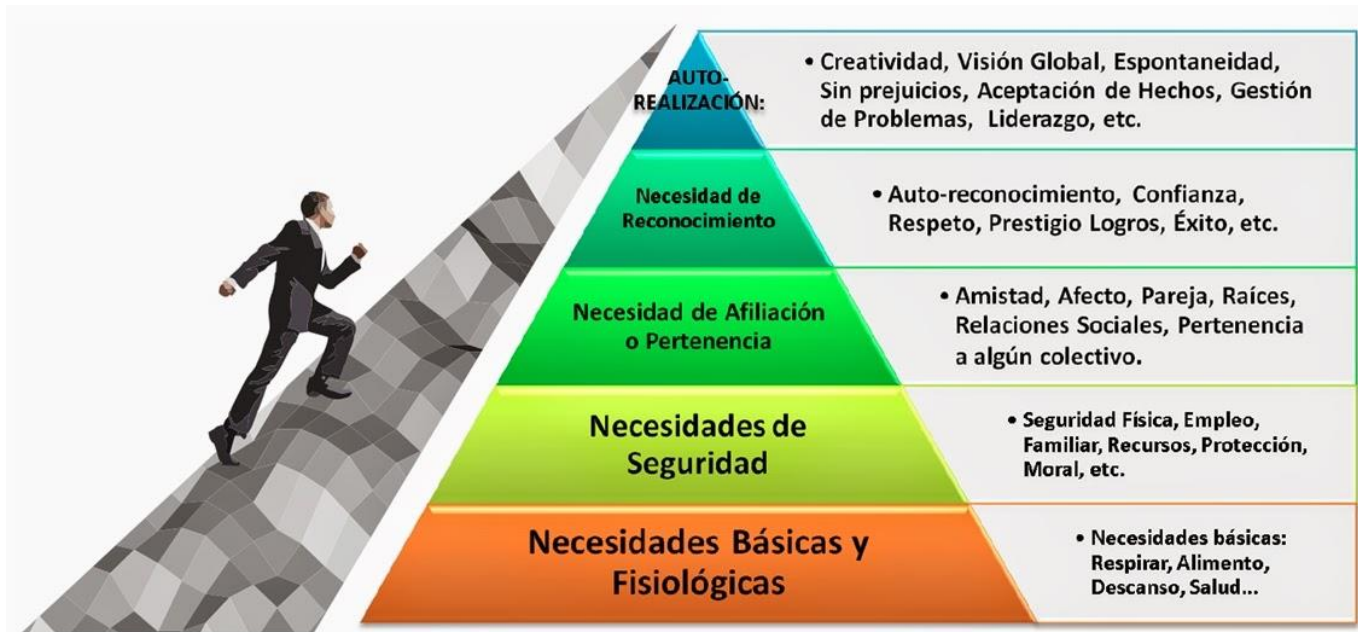 AUTO-
REALIZACIÓN:
• Creatividad, Visión Global, Espontaneidad,
Sin prejuicios, Aceptación de Hechos, Gestión
de Problemas, Liderazgo, etc.
Necesidad de
Reconocimiento
• Auto-reconocimiento, Confianza,
Respeto, Prestigio Logros, Éxito, etc.
Necesidad de Afiliación
o Pertenencia
• Amistad, Afecto, Pareja, Raíces,
Relaciones Sociales, Pertenencia
a algún colectivo.
Necesidades de
Seguridad
• Seguridad Física, Empleo,
Familiar, Recursos, Protección,
Moral, etc.
Necesidades Básicas y
Fisiológicas
• Necesidades básicas:
Respirar, Alimento,
Descanso, Salud...